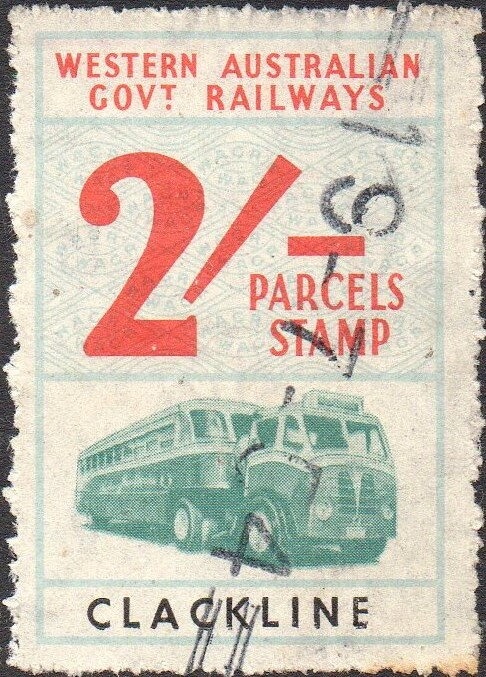 WESTERN AUSTRALIAN
GOVT RAILWAYS
2/-
PARCELS
STAMP
CLACKLINE